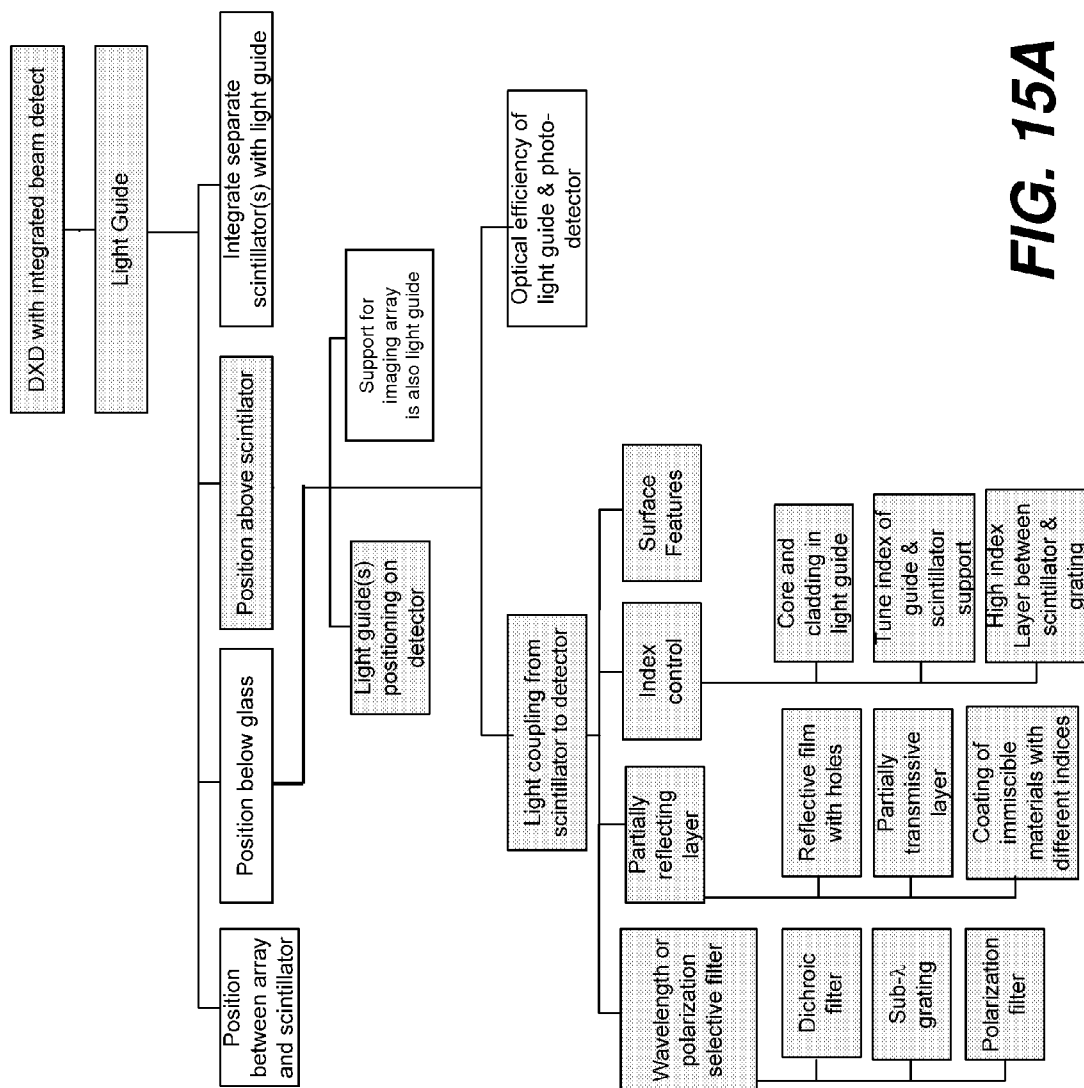 DXD with integrated beam detect
Light Guide
Position
between array
and scintillator
Position below glass
Position above scintilator
Integrate separate
scintillator(s) with light guide
Light guide(s)
positioning on
detector
Support for
imaging array
is also light guide
Light coupling from
scintillator to detector
Optical efficiency of
light guide & photo-
detector
Wavelength or
polarization
selective filter
Partially
reflecting
layer
Index
control
Surface
Features
Dichroic
filter
Sub-λ
grating
Polarization
filter
Reflective film
with holes
Partially
transmissive
layer
Coating of
immiscible
materials with
different indices
Core and
cladding in
light guide
Tune index of
guide &
scintillator
support
High index
Layer between
scintillator &
grating
FIG. 15A